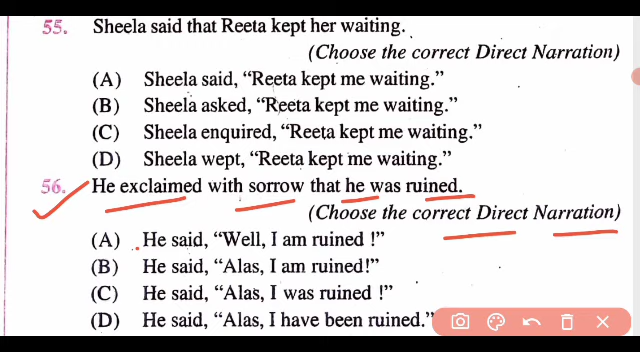 55. Sheela said that Reeta kept her waiting.
(Choose the correct Direct Narration)
(A) Sheela said, “Reeta kept me waiting.”
(B) Sheela asked, “Reeta kept me waiting.”
(C) Sheela enquired, “Reeta kept me waiting.”
(D) Sheela wept, “Reeta kept me waiting.”
56. He exclaimed with sorrow that he was ruined.
(Choose the correct Direct Narration)
(A) He said, “Well, I am ruined !”
(B) He said, “Alas, I am ruined!”
(C) He said, “Alas, I was ruined !”
(D) He said, “Alas, I have been ruined.”